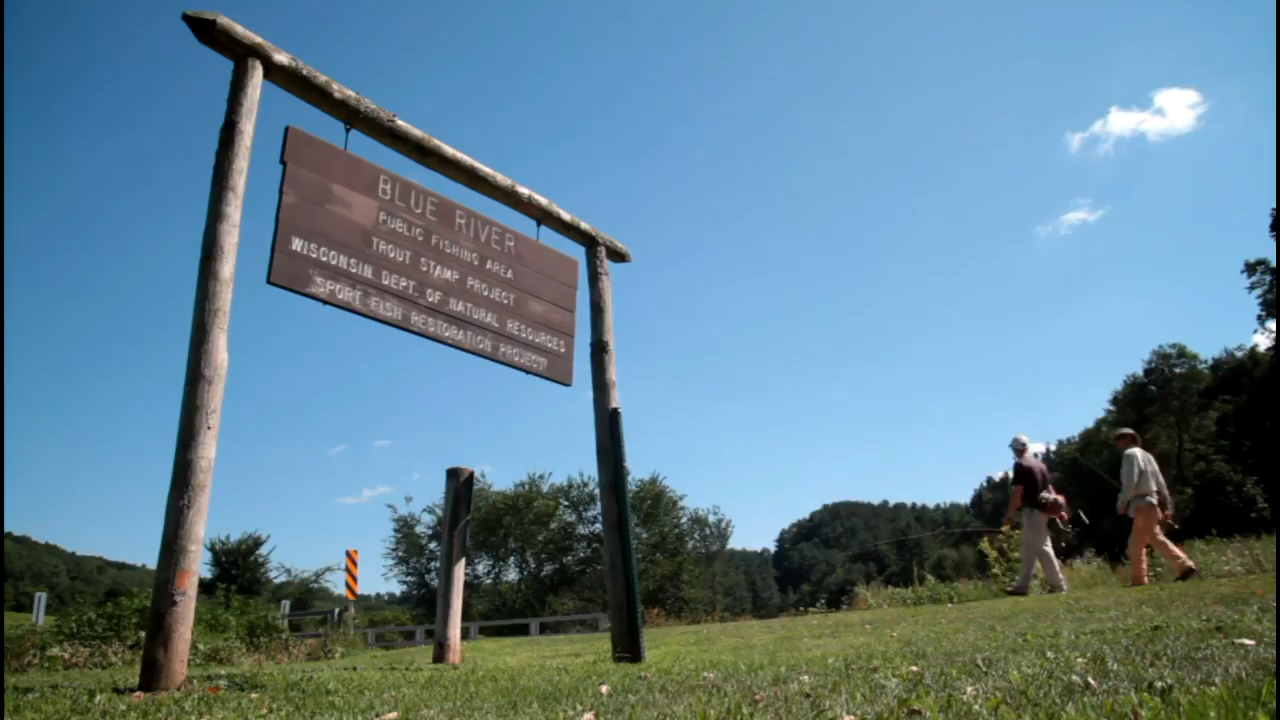 BLUE RIVER
PUBLIC FISHING AREA
TROUT STAMP PROJECT
WISCONSIN DEPT. OF NATURAL RESOURCES
SPORT FISH RESTORATION PROJECT